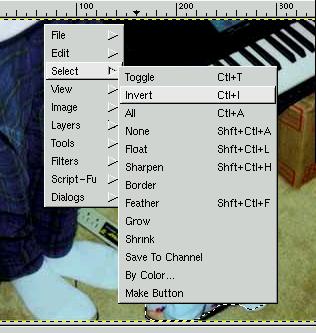 100 200 300
File
Edit
Select
View
Image
Layers
Tools
Filters
Script-Fu
Dialogs
Toggle Ctl+T
Invert Ctl+I
All Ctl+A
None Shft+Ctl+A
Float Shft+Ctl+L
Sharpen Shft+Ctl+H
Border
Feather Shft+Ctl+F
Grow
Shrink
Save To Channel
By Color...
Make Button